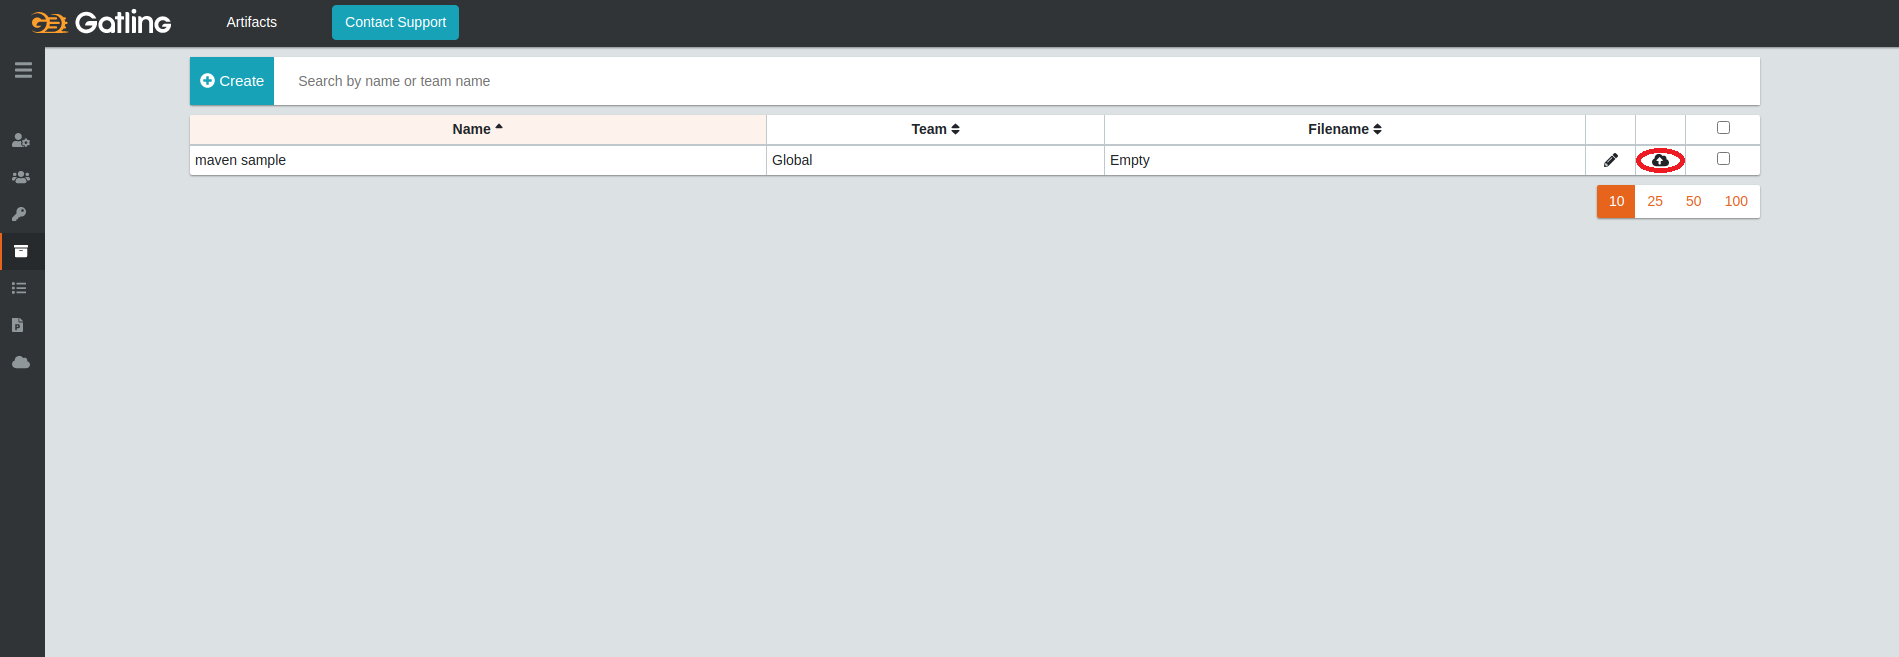 Gatling Artifacts Contact Support
Create Search by name or team name
Name Team Filename
maven sample Global Empty
10 25 50 100